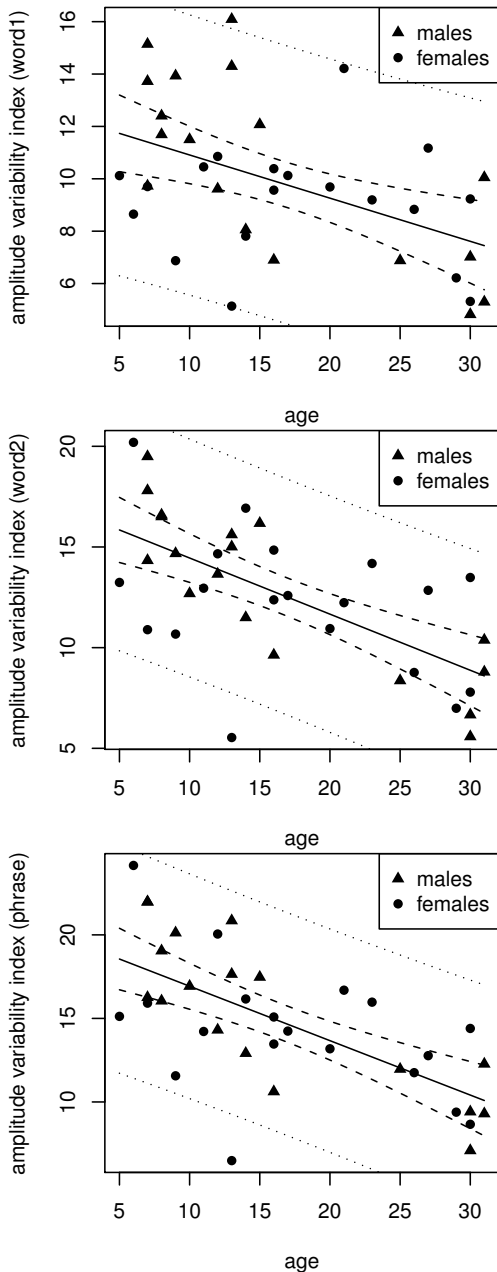 amplitude variability index (word1)
16
14
12
10
8
6
males
females
5 10 15 20 25 30
age
amplitude variability index (word2)
20
15
10
5
males
females
5 10 15 20 25 30
age
amplitude variability index (phrase)
20
15
10
males
females
5 10 15 20 25 30
age